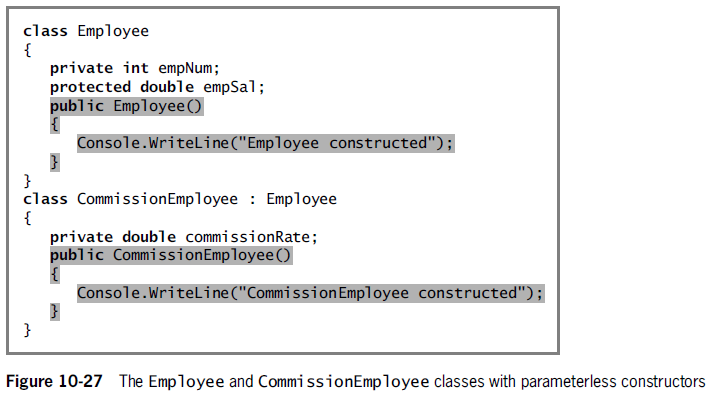 class Employee
{
   private int empNum;
   protected double empSal;
   public Employee()
   {
      Console.WriteLine("Employee constructed");
   }
}
class CommissionEmployee : Employee
{
   private double commissionRate;
   public CommissionEmployee()
   {
      Console.WriteLine("CommissionEmployee constructed");
   }
}
Figure 10-27 The Employee and CommissionEmployee classes with parameterless constructors